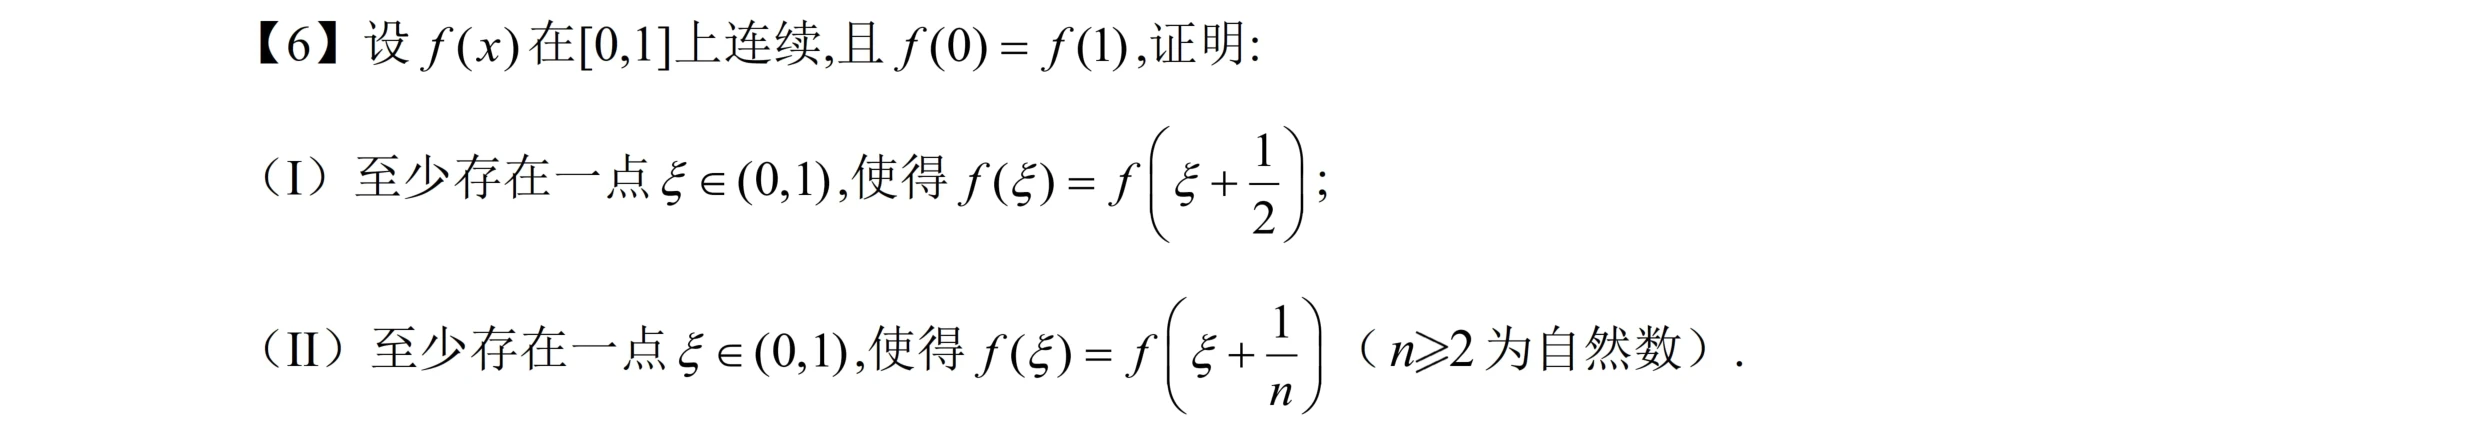 【6】设 f(x) 在[0,1]上连续,且 f(0) = f(1),证明:
（I）至少存在一点 ξ∈(0,1),使得 f(ξ) = f(ξ + 1/2);
（II）至少存在一点 ξ∈(0,1),使得 f(ξ) = f(ξ + 1/n)（n⩾2 为自然数）.